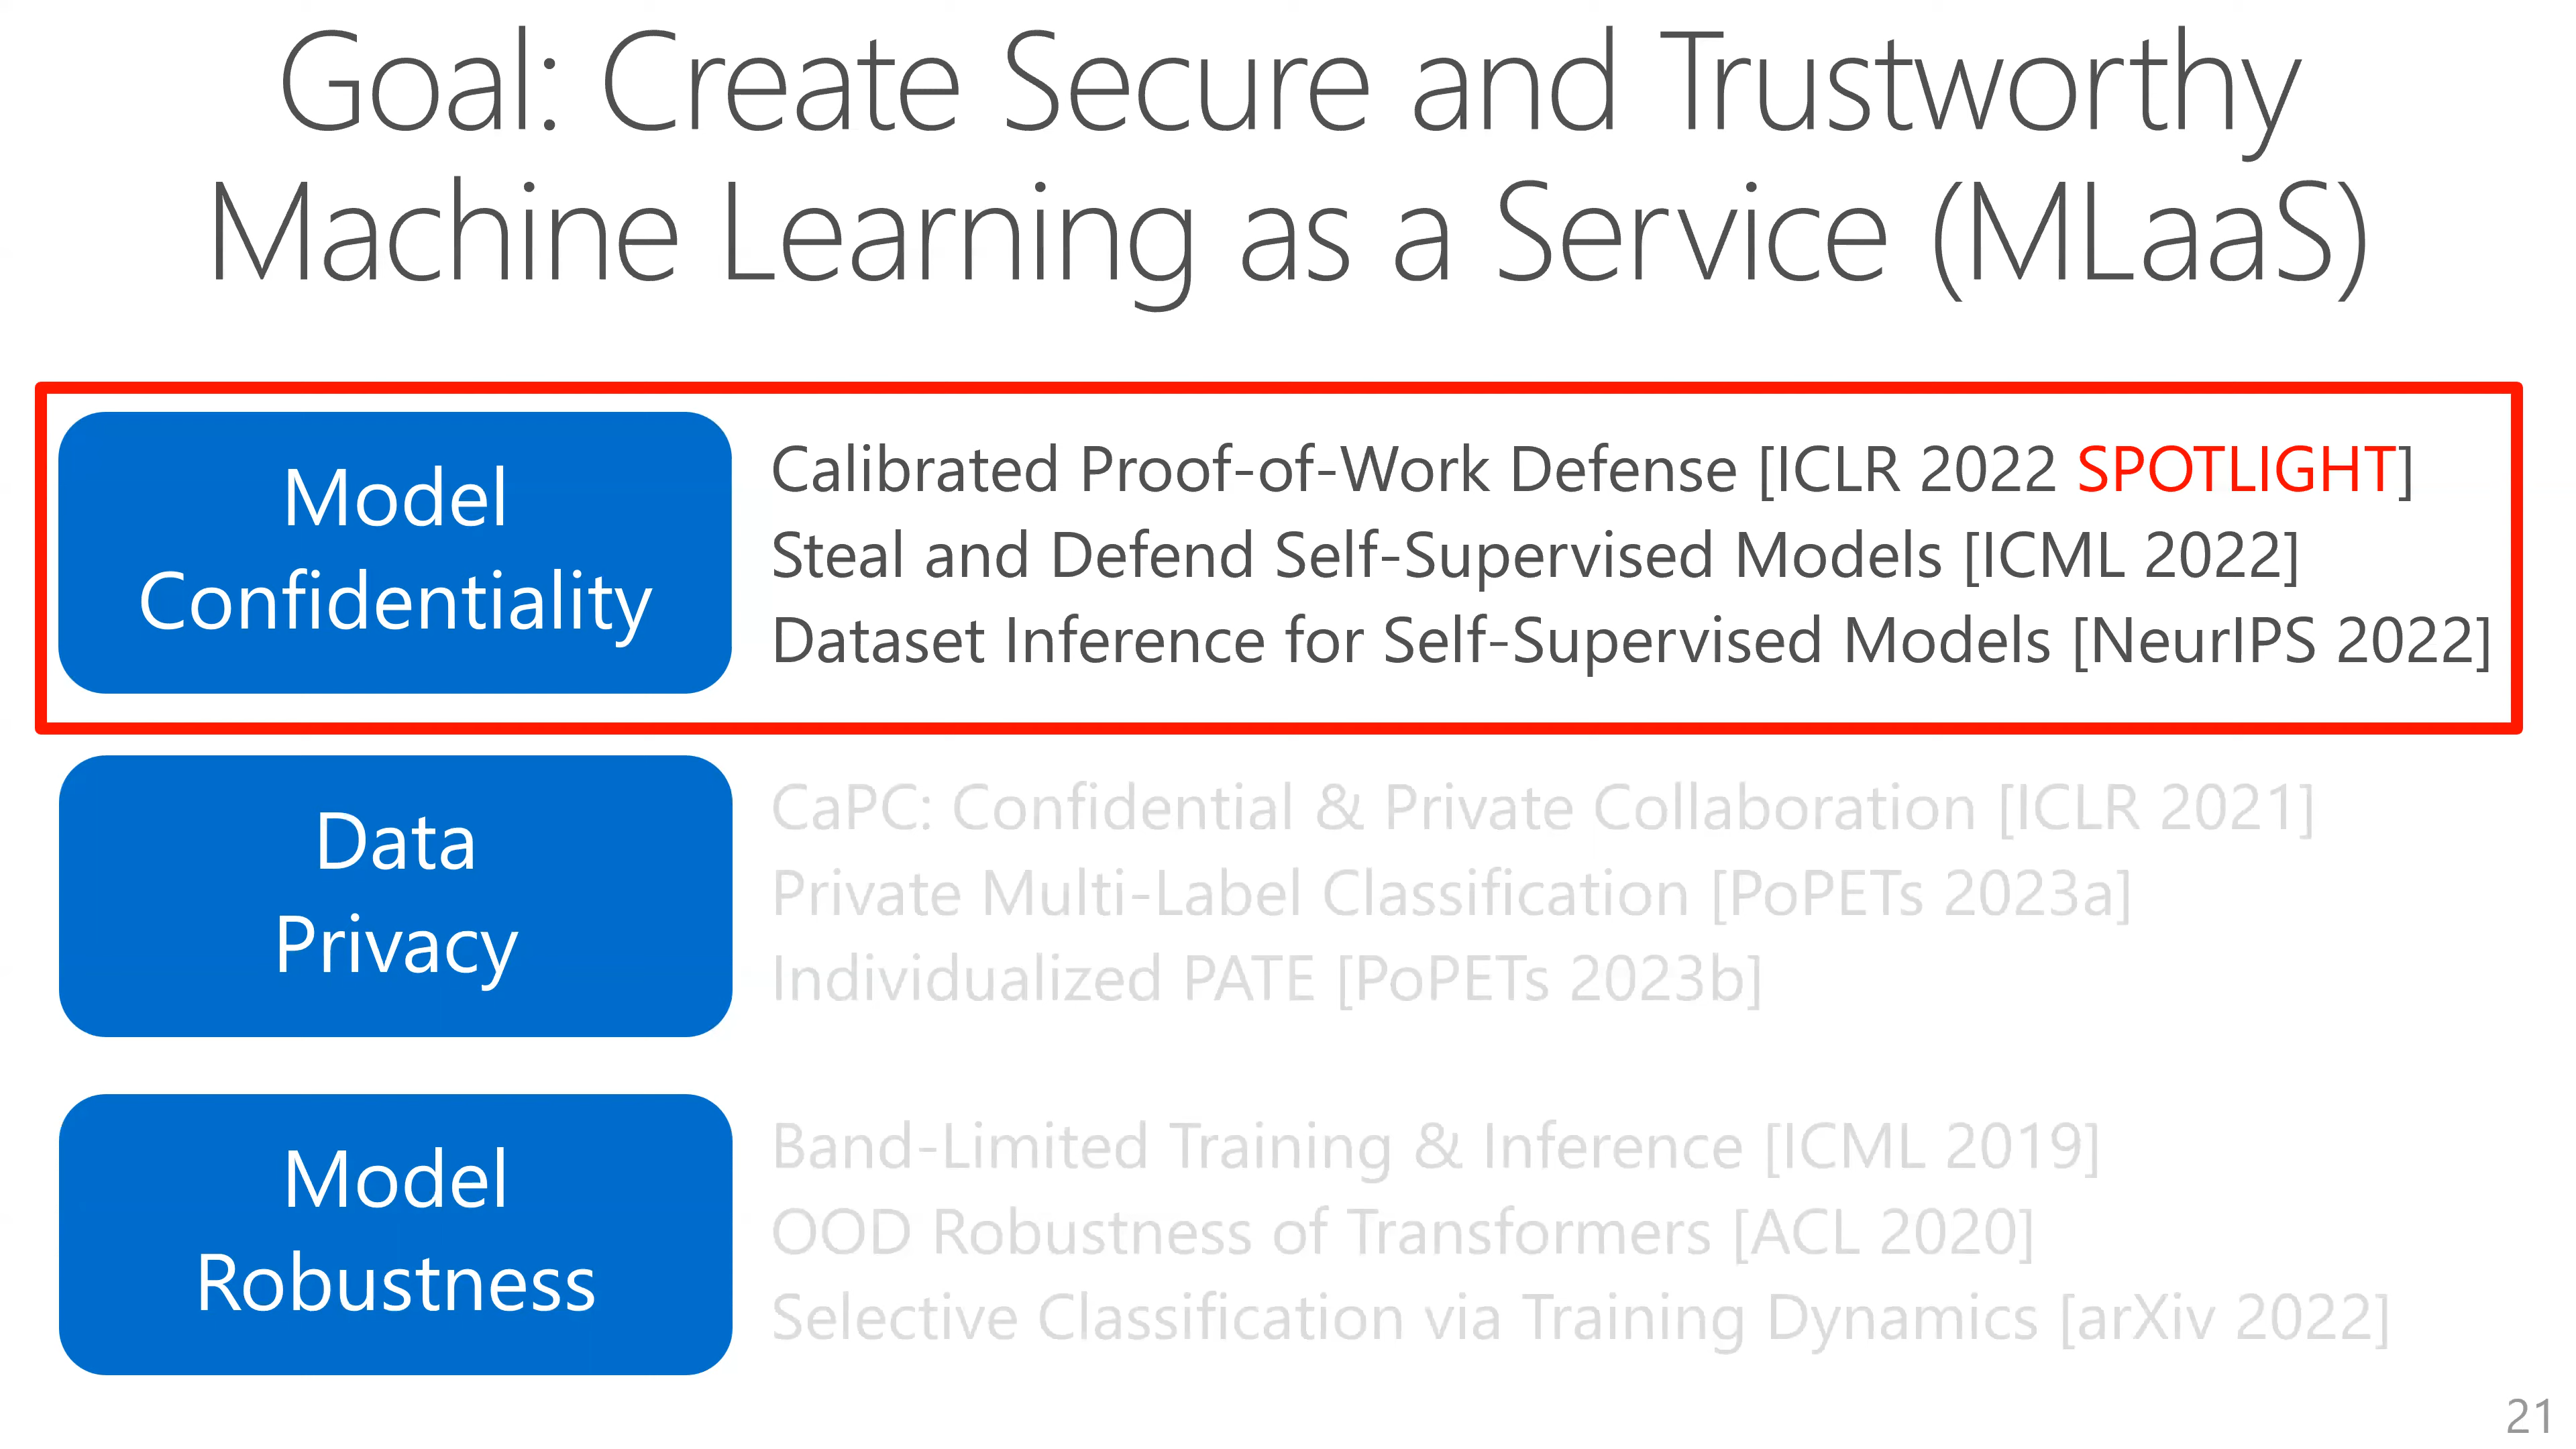 Goal: Create Secure and Trustworthy
Machine Learning as a Service (MLaaS)
Model
Confidentiality
Calibrated Proof-of-Work Defense [ICLR 2022 SPOTLIGHT]
Steal and Defend Self-Supervised Models [ICML 2022]
Dataset Inference for Self-Supervised Models [NeurIPS 2022]
Data
Privacy
CaPC: Confidential & Private Collaboration [ICLR 2021]
Private Multi-Label Classification [PoPETs 2023a]
Individualized PATE [PoPETs 2023b]
Model
Robustness
Band-Limited Training & Inference [ICML 2019]
OOD Robustness of Transformers [ACL 2020]
Selective Classification via Training Dynamics [arXiv 2022]
21